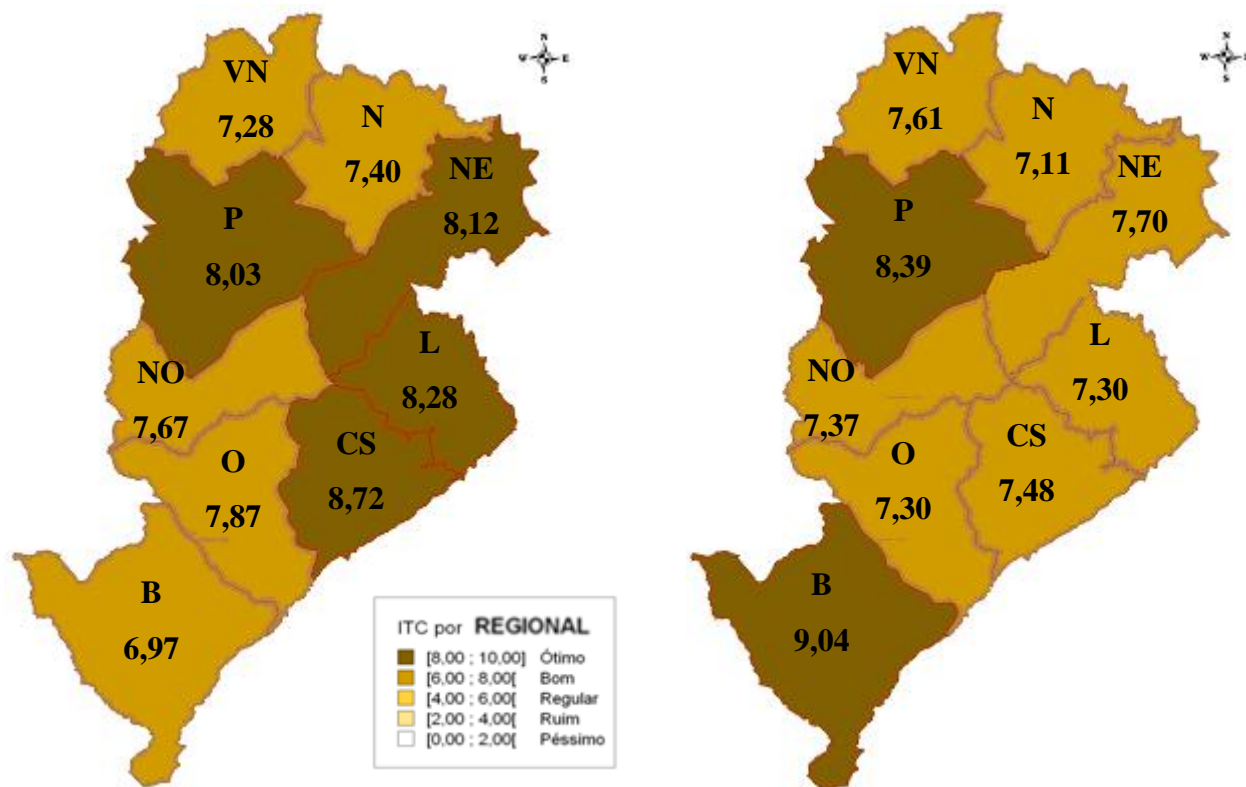 N
W E
S
VN
7,28
N
7,40
NE
8,12
P
8,03
L
8,28
NO
7,67
CS
8,72
O
7,87
B
6,97
ITC por REGIONAL
[8,00 ; 10,00] Ótimo
[6,00 ; 8,00[ Bom
[4,00 ; 6,00[ Regular
[2,00 ; 4,00[ Ruim
[0,00 ; 2,00[ Péssimo
N
W
S
VN
7,61
N
7,11
NE
7,70
P
8,39
L
7,30
NO
7,37
CS
7,48
O
7,30
B
9,04